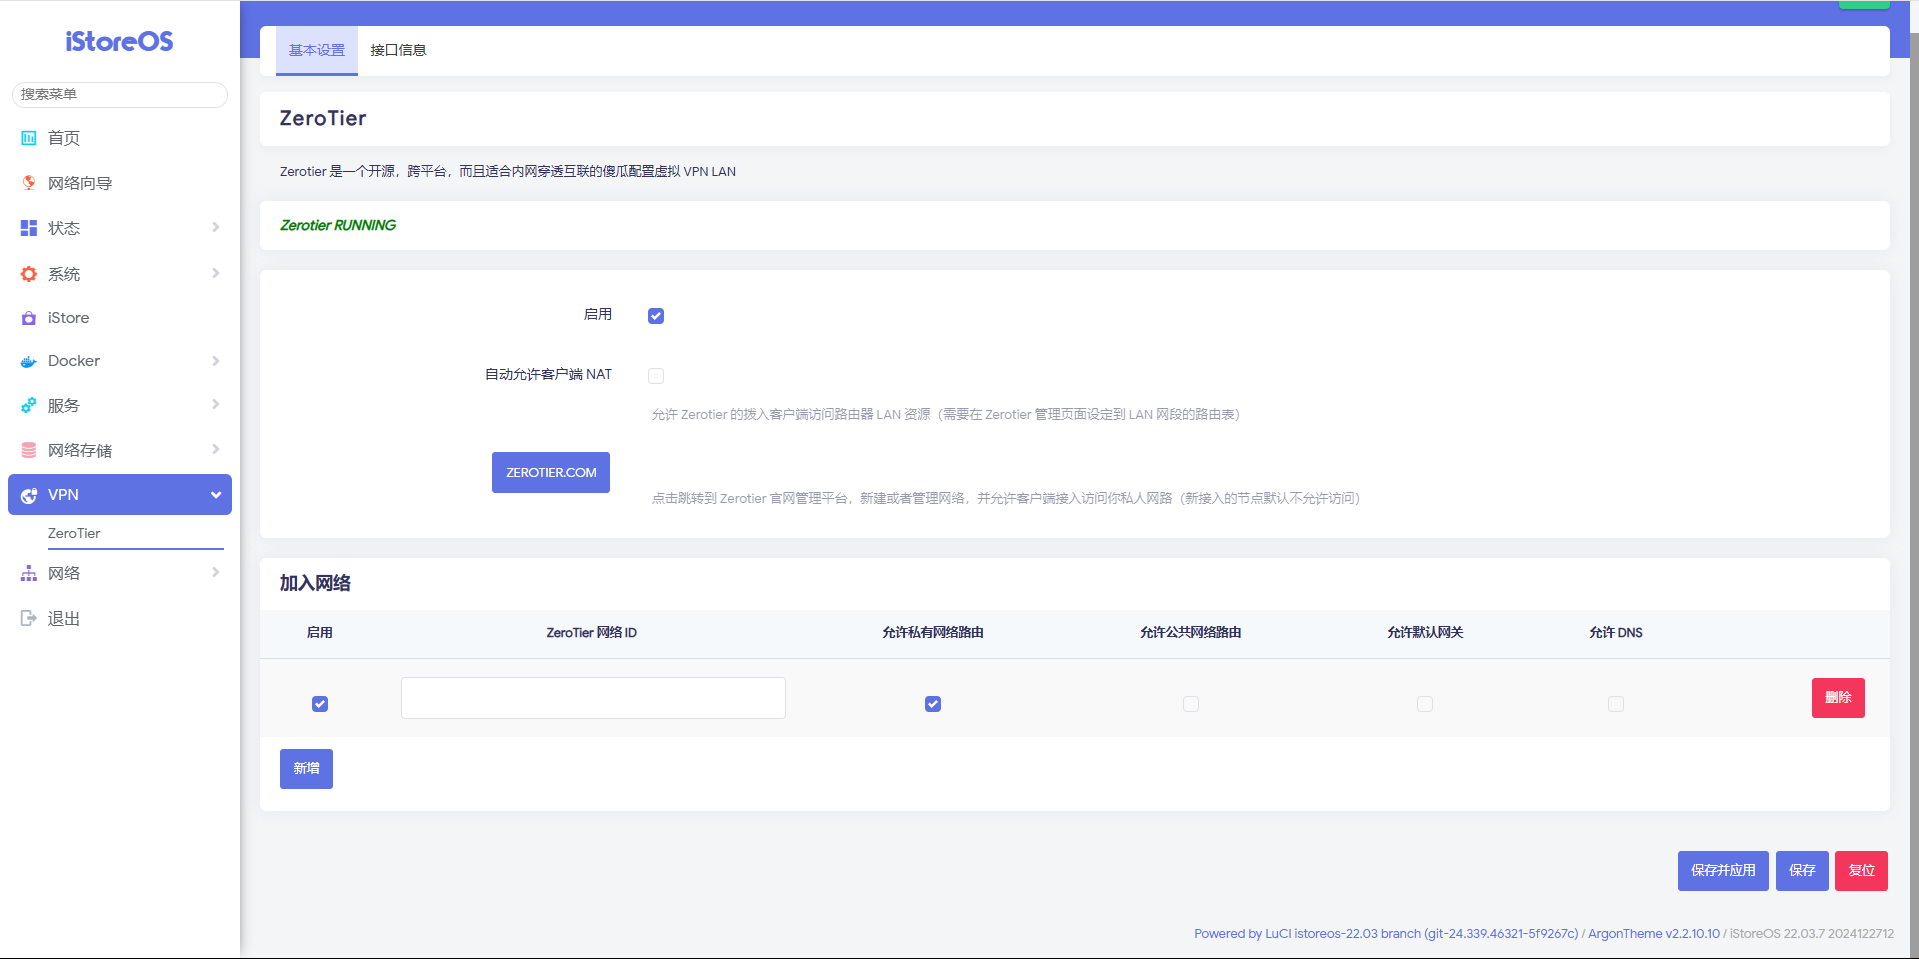 iStoreOS
搜索菜单
首页
网络向导
状态
系统
iStore
Docker
服务
网络存储
VPN
ZeroTier
网络
退出
基本设置 接口信息
ZeroTier
Zerotier 是一个开源，跨平台，而且适合内网穿透互联的傻瓜配置虚拟 VPN LAN
Zerotier RUNNING
启用
自动允许客户端 NAT
允许 Zerotier 的拨入客户端访问路由器 LAN 资源（需要在 Zerotier 管理页面设定到 LAN 网段的路由表）
ZEROTIER.COM
点击跳转到 Zerotier 官网管理平台，新建或者管理网络，并允许客户端接入访问你私人网路（新接入的节点默认不允许访问）
加入网络
启用 ZeroTier 网络 ID 允许私有网络路由 允许公共网络路由 允许默认网关 允许 DNS
删除
新增
保存并应用 保存 复位
Powered by LuCI istoreos-22.03 branch (git-24.339.46321-5f9267c) / ArgonTheme v2.2.10.10 / iStoreOS 22.03.7 2024122712